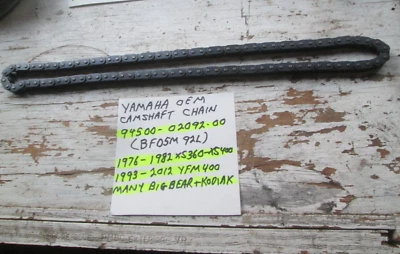 YAMAHA OEM
CAMSHAFT CHAIN
94500-02092-00
(BF05M 92L)
1976-1982 XS360-XS400
1993-2012 YFM400
MANY BIG BEAR + KODIAK